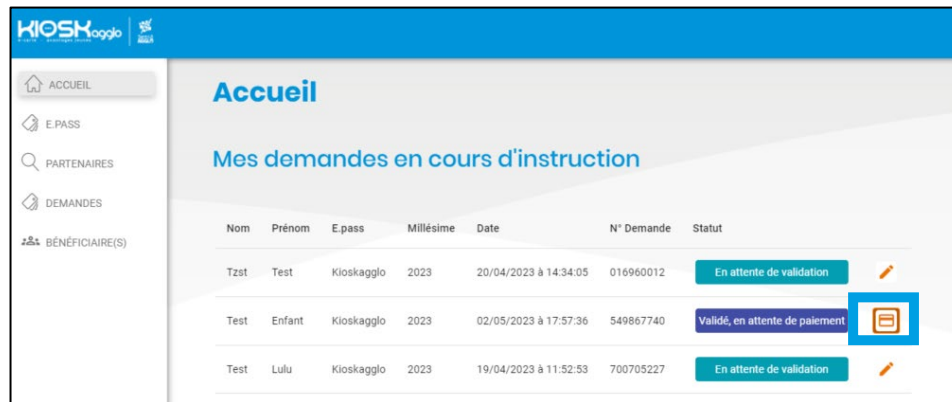 KIOSKagglo
ACCUEIL
E.PASS
PARTENAIRES
DEMANDES
BÉNÉFICIAIRE(S)
Accueil
Mes demandes en cours d'instruction
Nom Prénom E.pass Millésime Date N° Demande Statut
Tzst Test Kioskagglo 2023 20/04/2023 à 14:34:05 016960012 En attente de validation
Test Enfant Kioskagglo 2023 02/05/2023 à 17:57:36 549867740 Validé, en attente de paiement
Test Lulu Kioskagglo 2023 19/04/2023 à 11:52:53 700705227 En attente de validation